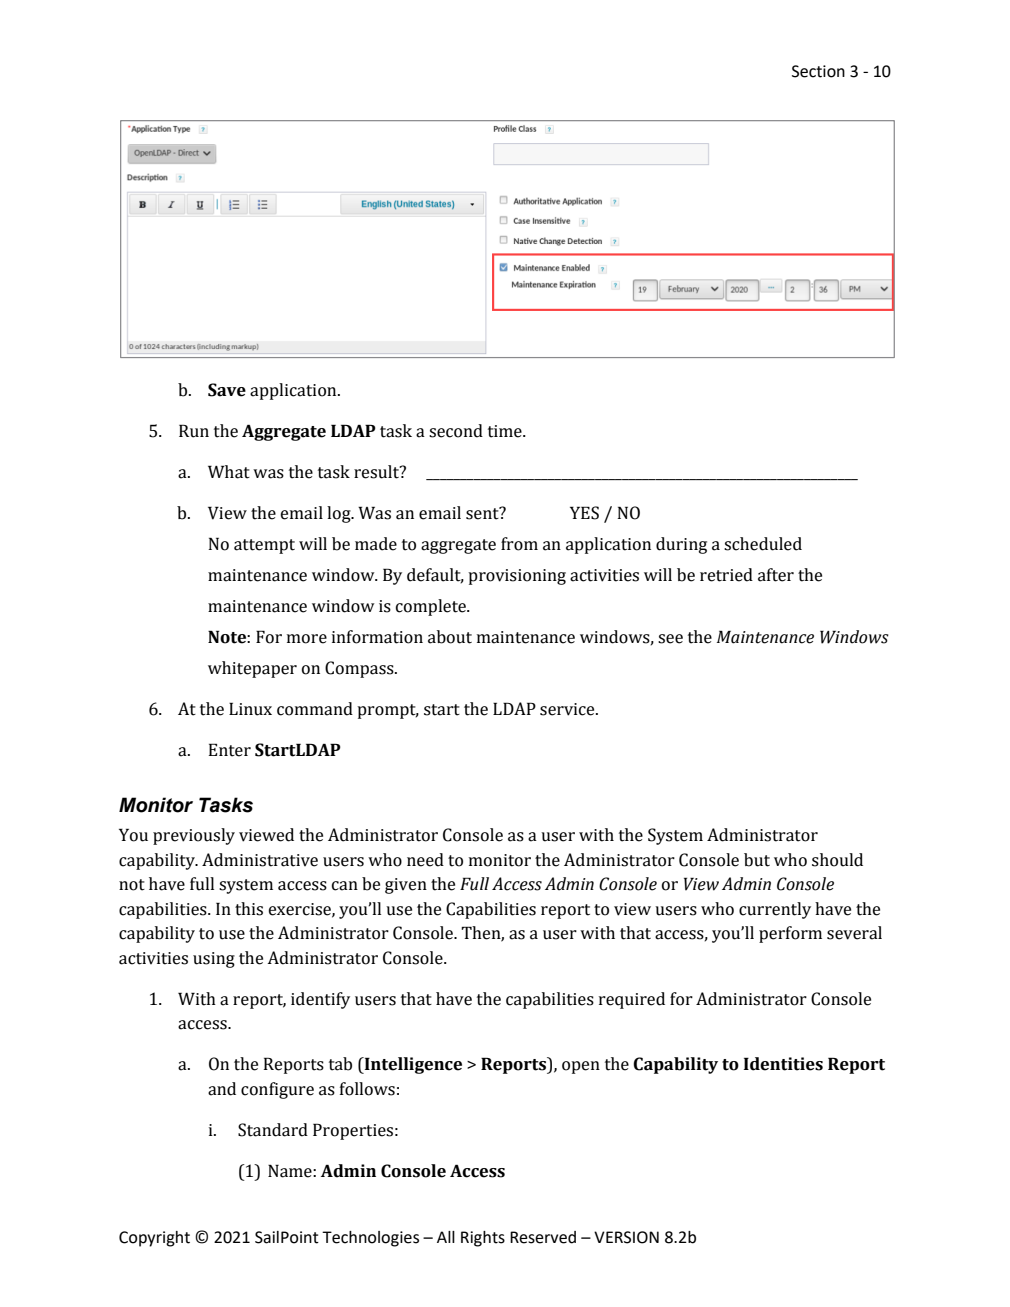 Section 3 - 10
*Application Type ?
Profile Class ?
OpenLDAP - Direct
Description ?
B I U English (United States)
Authoritative Application ?
Case Insensitive ?
Native Change Detection ?
Maintenance Enabled ?
Maintenance Expiration ? 19 February 2020 ... 2 : 36 PM
0 of 1024 characters (including markup)
b. Save application.
5. Run the Aggregate LDAP task a second time.
a. What was the task result? ______________________________________________________
b. View the email log. Was an email sent? YES / NO
No attempt will be made to aggregate from an application during a scheduled
maintenance window. By default, provisioning activities will be retried after the
maintenance window is complete.
Note: For more information about maintenance windows, see the Maintenance Windows
whitepaper on Compass.
6. At the Linux command prompt, start the LDAP service.
a. Enter StartLDAP
Monitor Tasks
You previously viewed the Administrator Console as a user with the System Administrator
capability. Administrative users who need to monitor the Administrator Console but who should
not have full system access can be given the Full Access Admin Console or View Admin Console
capabilities. In this exercise, you’ll use the Capabilities report to view users who currently have the
capability to use the Administrator Console. Then, as a user with that access, you’ll perform several
activities using the Administrator Console.
1. With a report, identify users that have the capabilities required for Administrator Console
access.
a. On the Reports tab (Intelligence > Reports), open the Capability to Identities Report
and configure as follows:
i. Standard Properties:
(1) Name: Admin Console Access
Copyright © 2021 SailPoint Technologies – All Rights Reserved – VERSION 8.2b